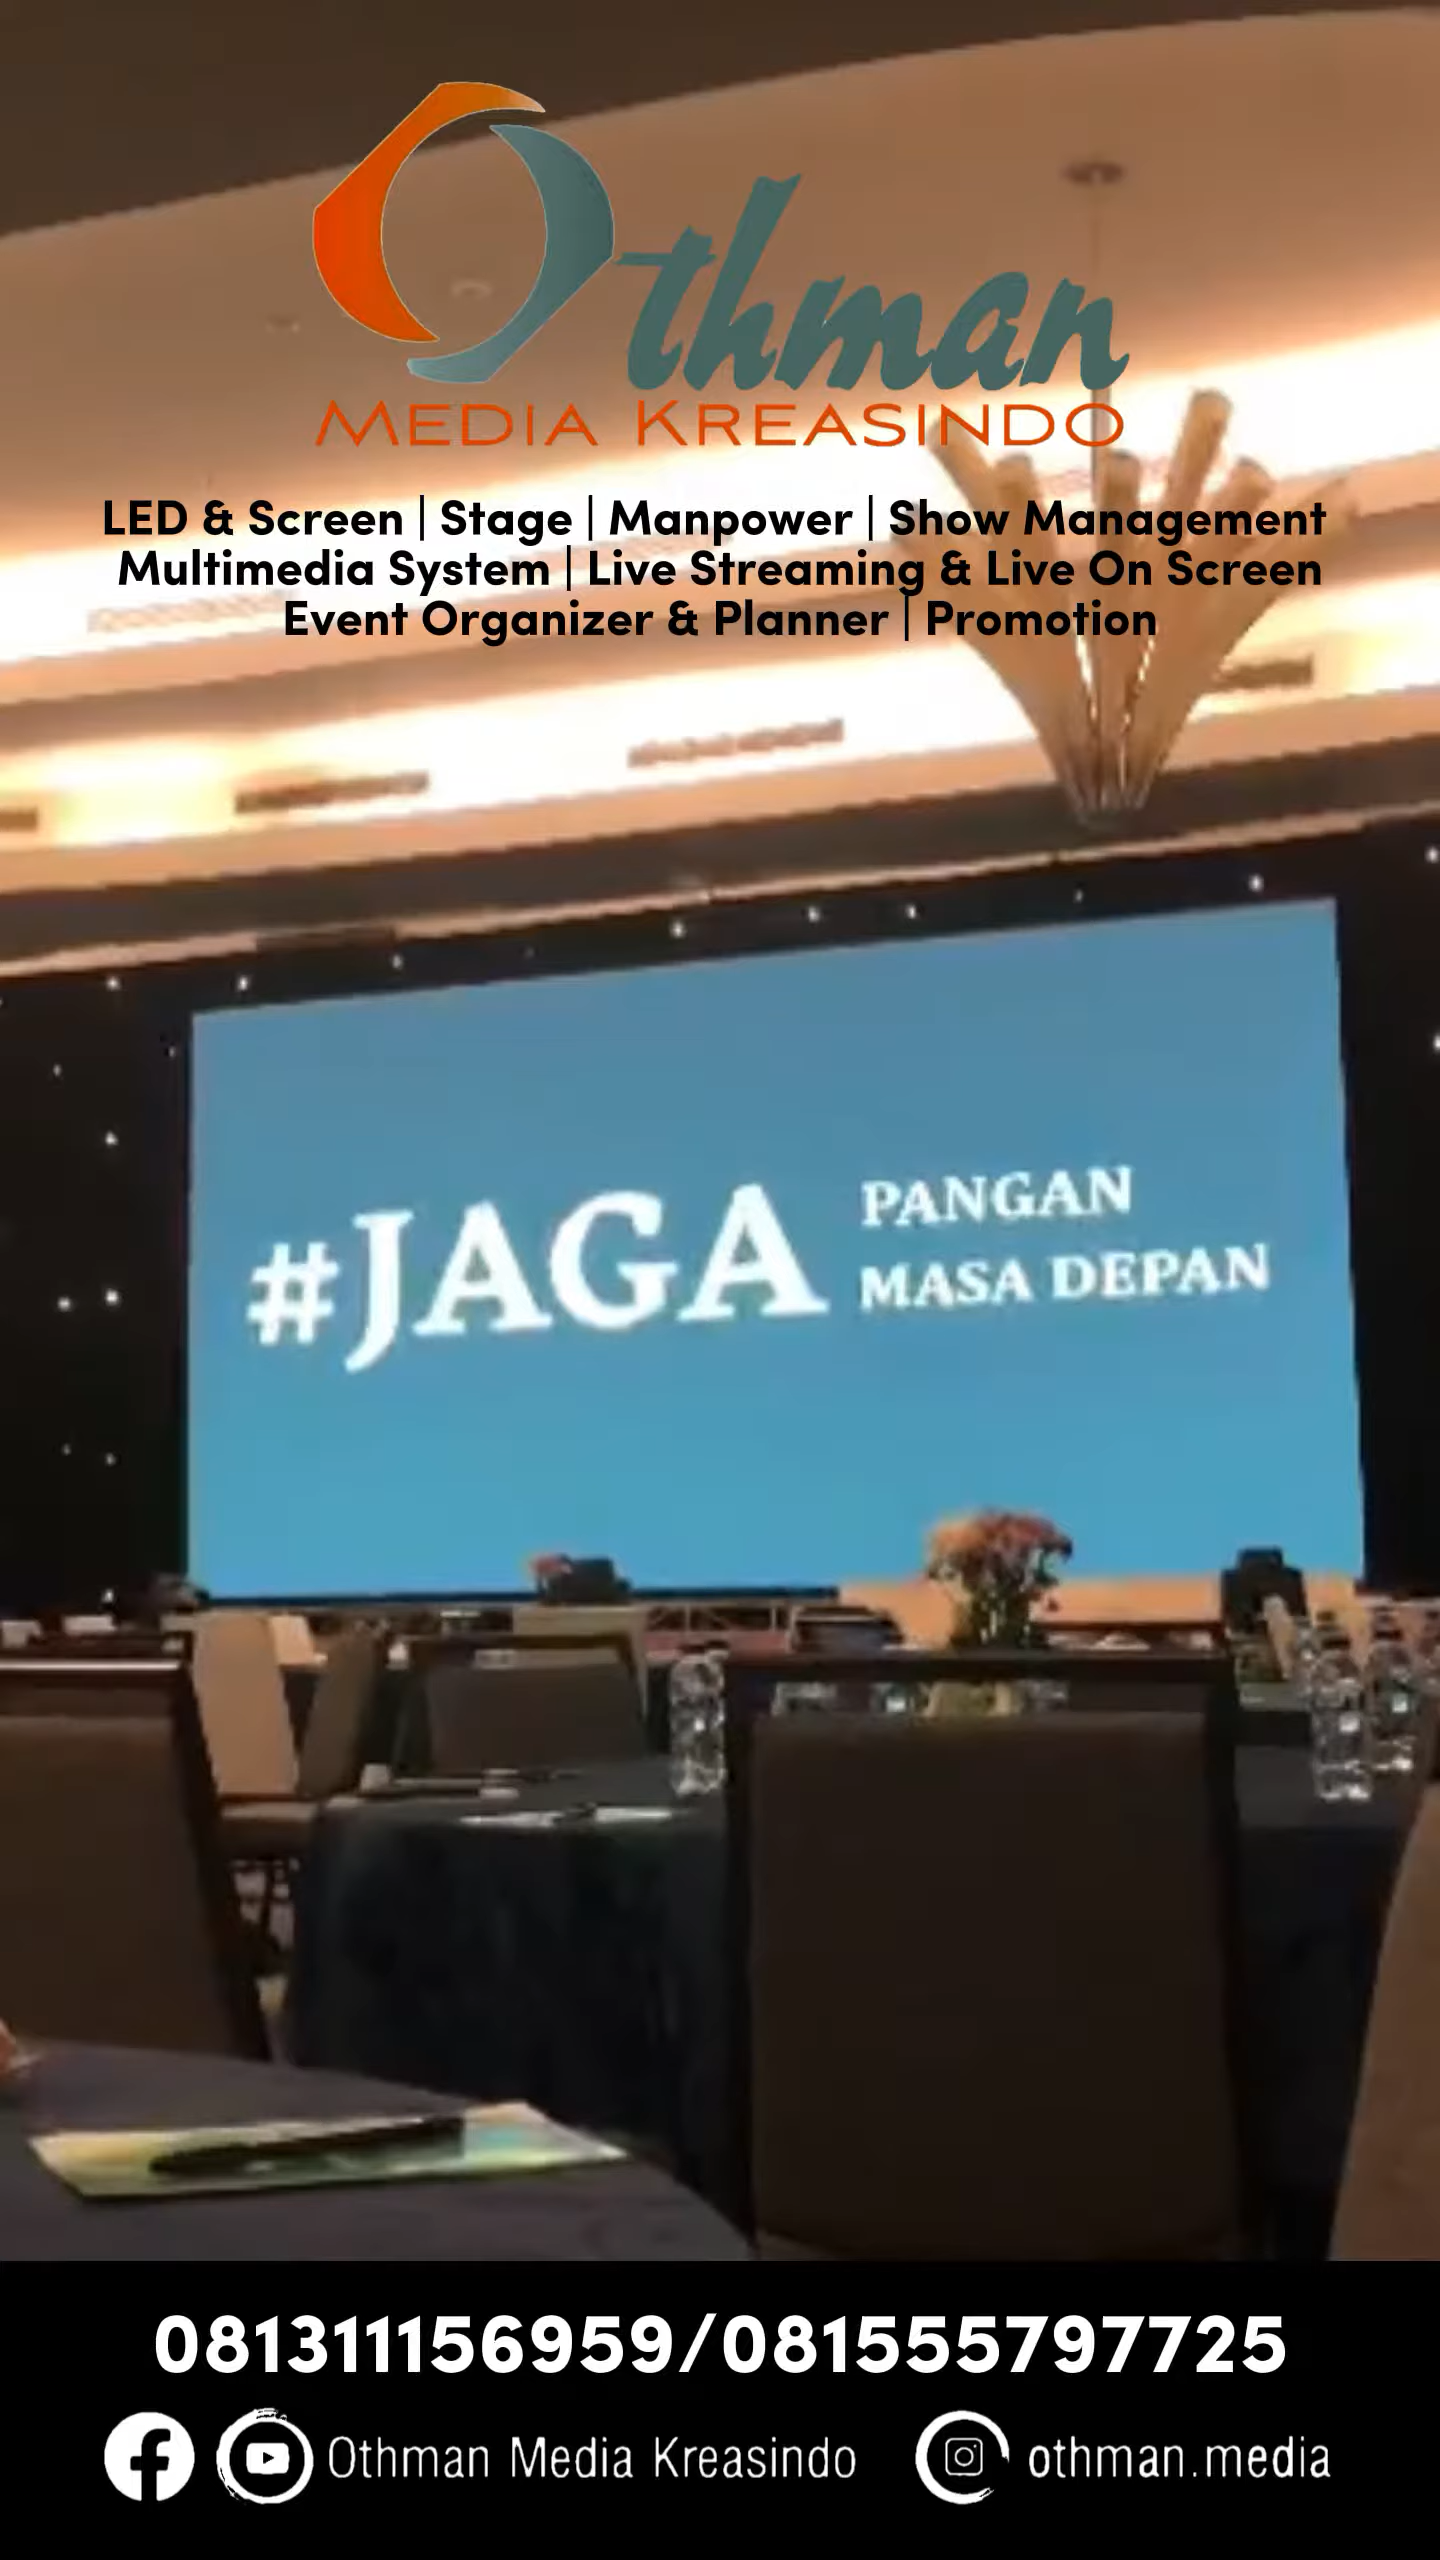 Othman
MEDIA KREASINDO
LED & Screen | Stage | Manpower | Show Management
Multimedia System | Live Streaming & Live On Screen
Event Organizer & Planner | Promotion
#JAGA PANGAN
MASA DEPAN
081311156959/081555797725
Othman Media Kreasindo othman.media